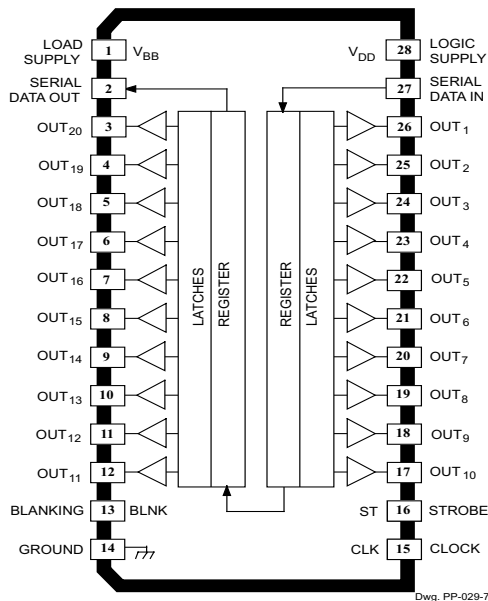 LOAD SUPPLY 1 VBB VDD 28 LOGIC SUPPLY
SERIAL DATA OUT 2 27 SERIAL DATA IN
OUT20 3 26 OUT1
OUT19 4 25 OUT2
OUT18 5 24 OUT3
OUT17 6 23 OUT4
OUT16 7 22 OUT5
OUT15 8 21 OUT6
OUT14 9 20 OUT7
OUT13 10 19 OUT8
OUT12 11 18 OUT9
OUT11 12 17 OUT10
LATCHES
REGISTER
REGISTER
LATCHES
BLANKING 13 BLNK ST 16 STROBE
GROUND 14 CLK 15 CLOCK
Dwg. PP-029-7